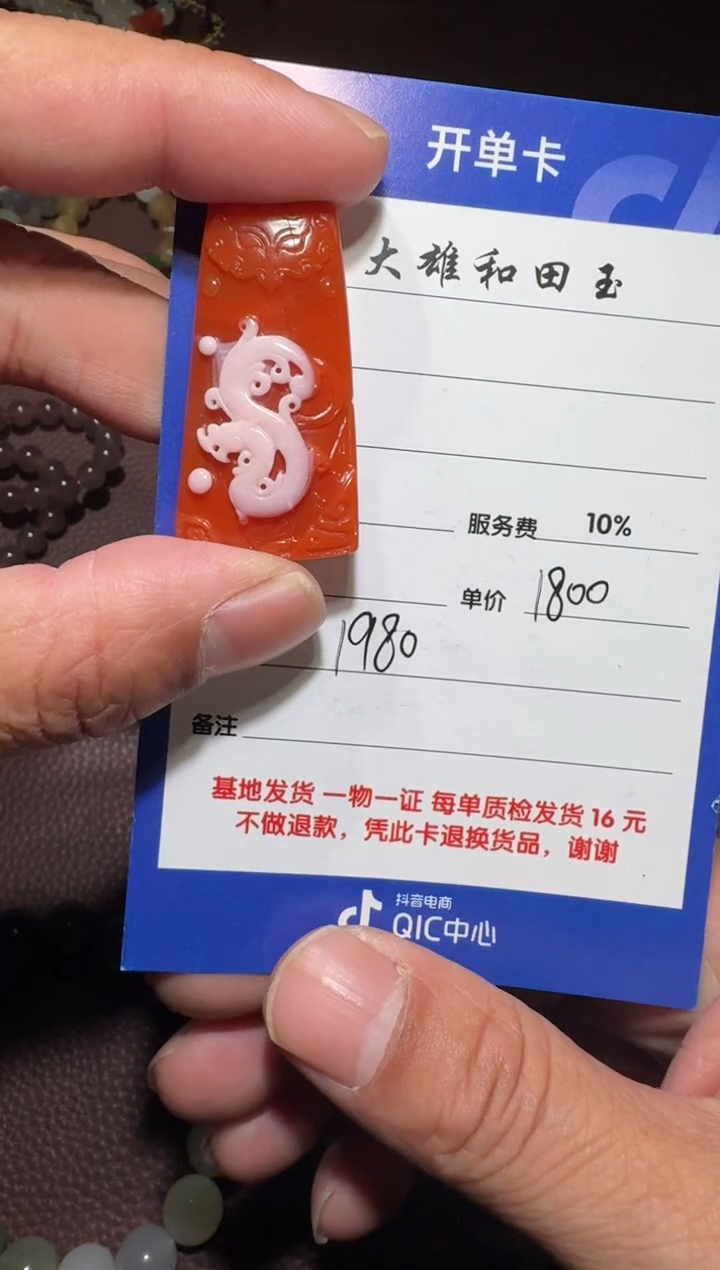 开单卡
大雄和田玉
服务费 10%
单价 1800
1980
备注
基地发货 一物一证 每单质检发货 16 元
不做退款，凭此卡退换货品，谢谢
抖音电商
QIC中心